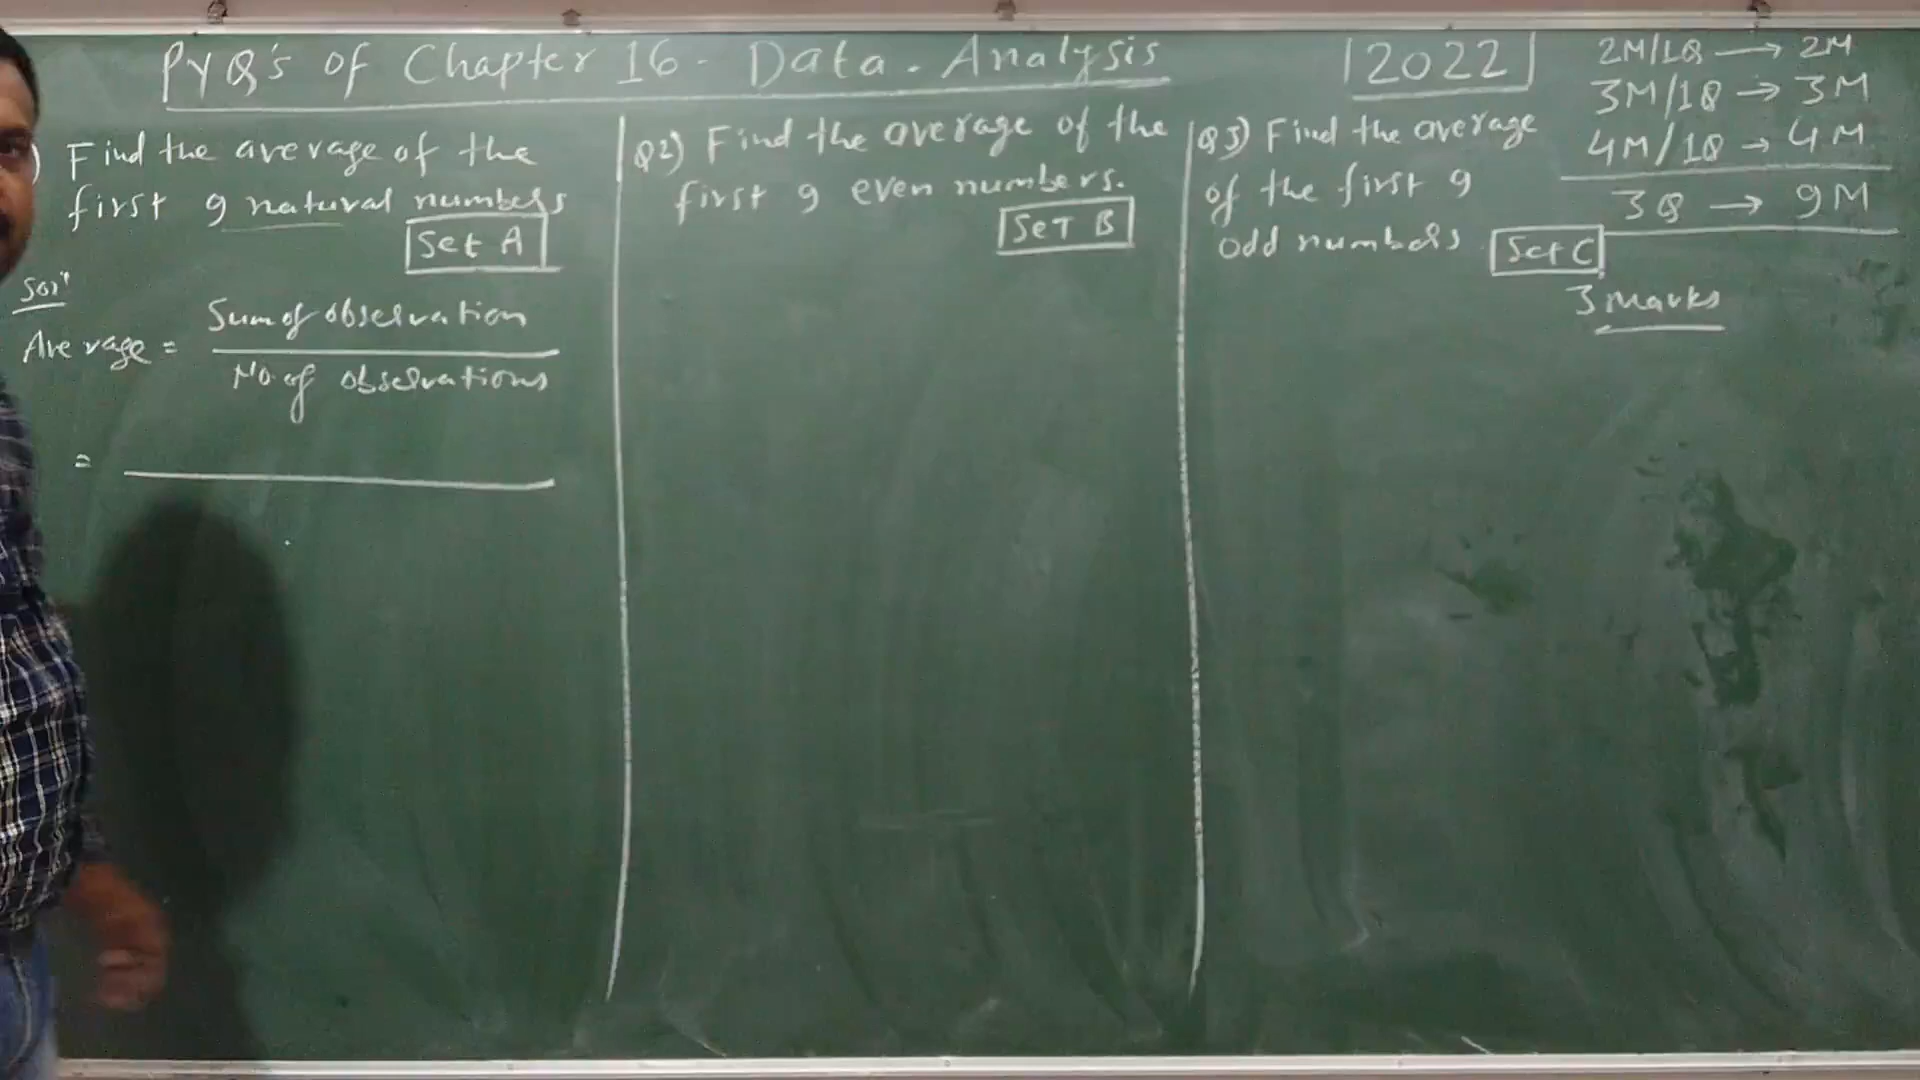 PYQ's of Chapter 16 - Data. Analysis
2022
2M/1Q → 2M
3M/1Q → 3M
4M/1Q → 4M
3Q → 9M
) Find the average of the
first 9 natural numbers
Set A
Soln
Average = Sum of observation
No. of observations
=
Q2) Find the average of the
first 9 even numbers.
SeT B
Q3) Find the average
of the first 9
odd numbers
Set C
3 Marks